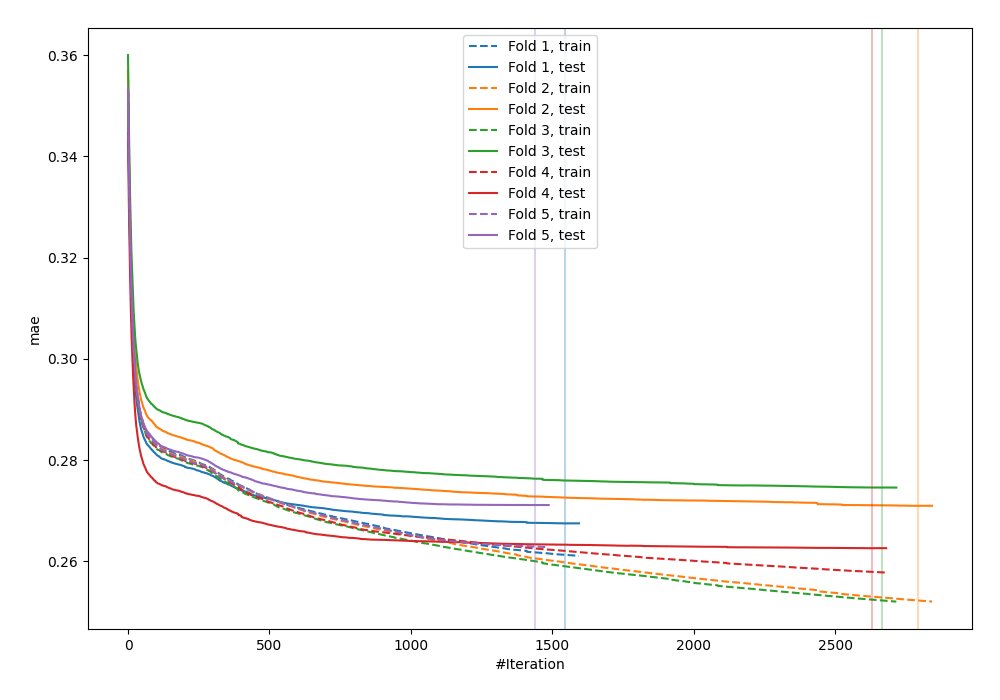 0.36
0.34
0.32
0.30
0.28
0.26
mae
Fold 1, train
Fold 1, test
Fold 2, train
Fold 2, test
Fold 3, train
Fold 3, test
Fold 4, train
Fold 4, test
Fold 5, train
Fold 5, test
0
500
1000
1500
2000
2500
#Iteration